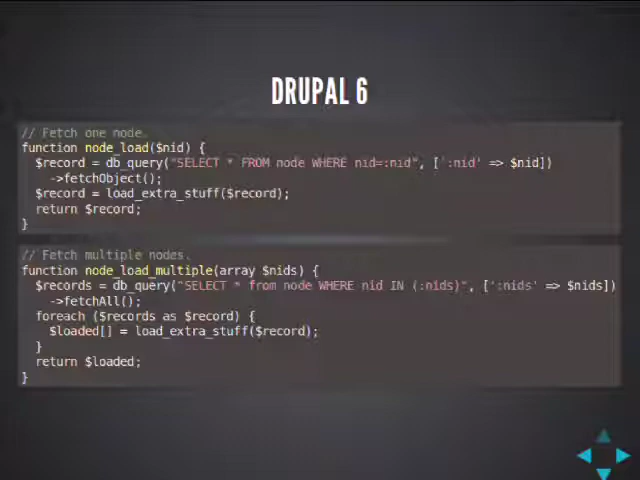 DRUPAL 6
// Fetch one node.
function node_load($nid) {
  $record = db_query("SELECT * FROM node WHERE nid=:nid", [':nid' => $nid])
    ->fetchObject();
  $record = load_extra_stuff($record);
  return $record;
}
// Fetch multiple nodes.
function node_load_multiple(array $nids) {
  $records = db_query("SELECT * from node WHERE nid IN (:nids)", [':nids' => $nids])
    ->fetchAll();
  foreach ($records as $record) {
    $loaded[] = load_extra_stuff($record);
  }
  return $loaded;
}